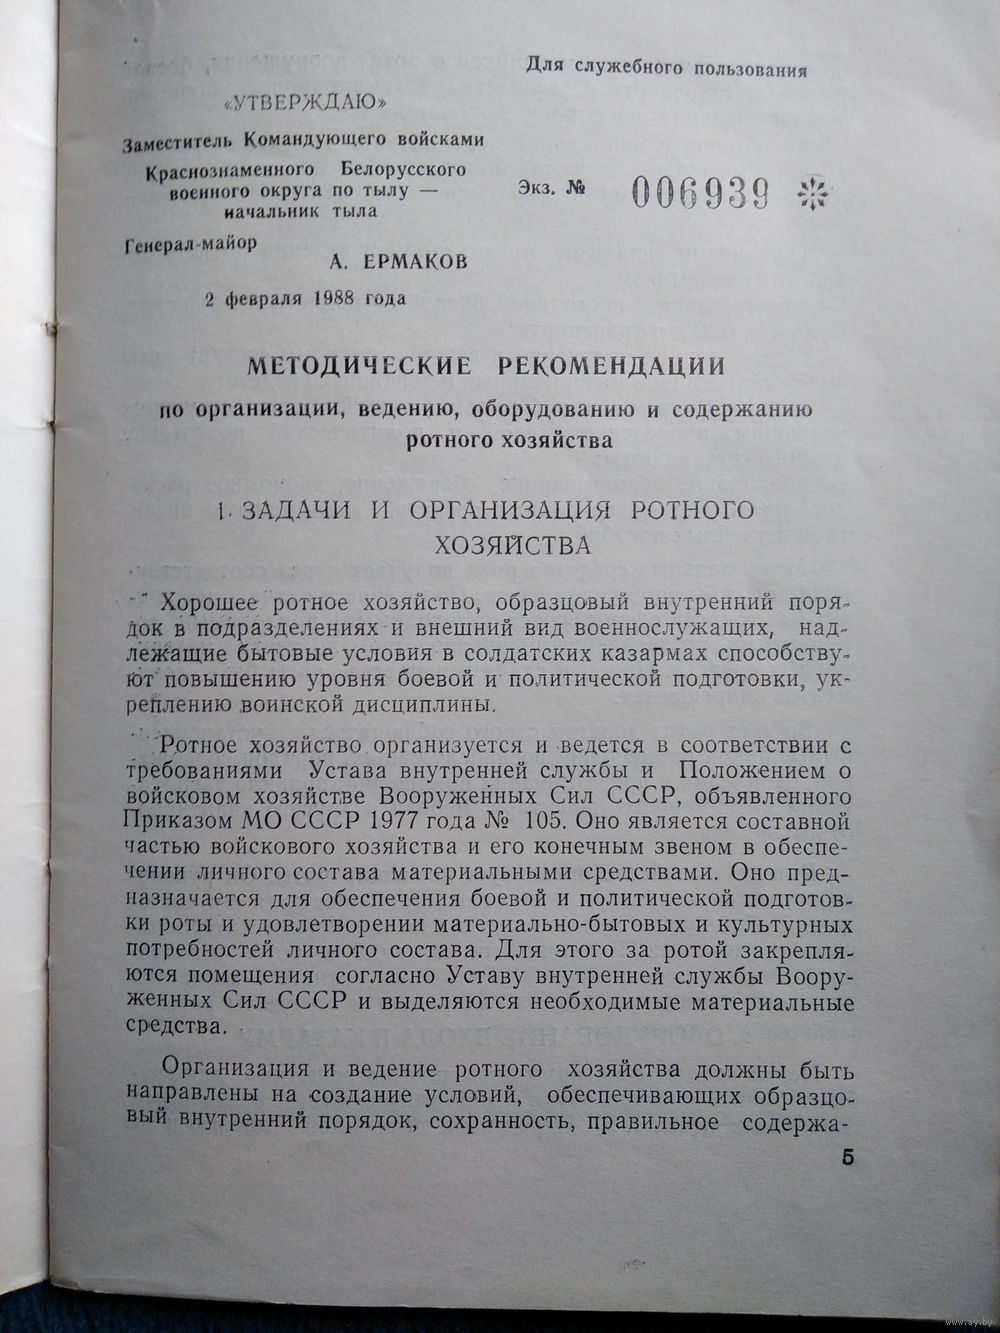 Для служебного пользования
«УТВЕРЖДАЮ»
Заместитель Командующего войсками
Краснознаменного Белорусского
военного округа по тылу —
начальник тыла
Экз. № 006939
Генерал-майор
А. ЕРМАКОВ
2 февраля 1988 года
МЕТОДИЧЕСКИЕ РЕКОМЕНДАЦИИ
по организации, ведению, оборудованию и содержанию
ротного хозяйства
1. ЗАДАЧИ И ОРГАНИЗАЦИЯ РОТНОГО
ХОЗЯЙСТВА
Хорошее ротное хозяйство, образцовый внутренний поря-
док в подразделениях и внешний вид военнослужащих, над-
лежащие бытовые условия в солдатских казармах способству-
ют повышению уровня боевой и политической подготовки, ук-
реплению воинской дисциплины.
Ротное хозяйство организуется и ведется в соответствии с
требованиями Устава внутренней службы и Положением о
войсковом хозяйстве Вооруженных Сил СССР, объявленного
Приказом МО СССР 1977 года № 105. Оно является составной
частью войскового хозяйства и его конечным звеном в обеспе-
чении личного состава материальными средствами. Оно пред-
назначается для обеспечения боевой и политической подготов-
ки роты и удовлетворении материально-бытовых и культурных
потребностей личного состава. Для этого за ротой закрепля-
ются помещения согласно Уставу внутренней службы Воору-
женных Сил СССР и выделяются необходимые материальные
средства.
Организация и ведение ротного хозяйства должны быть
направлены на создание условий, обеспечивающих образцо-
вый внутренний порядок, сохранность, правильное содержа-
5
www.ay.by